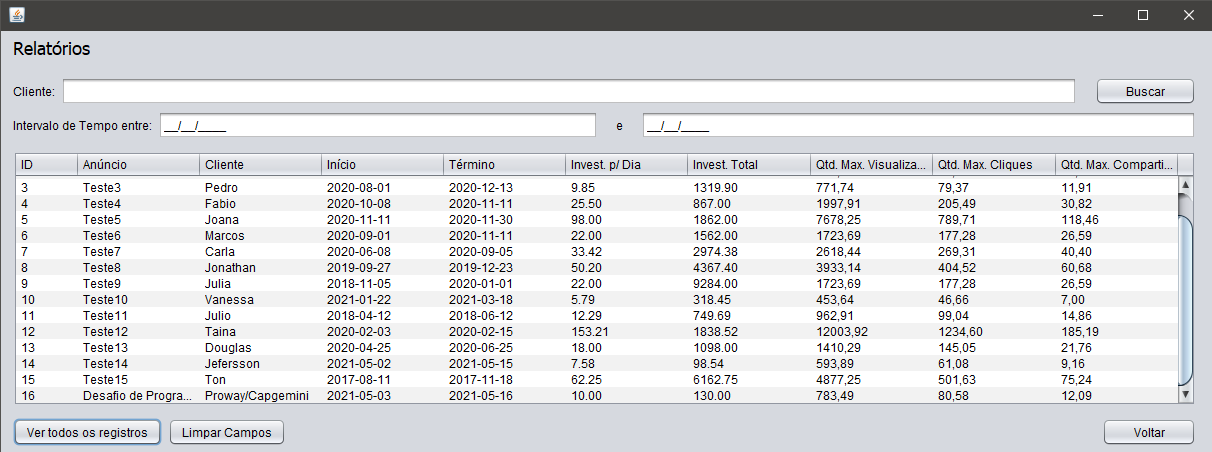 Relatórios
Cliente: Buscar
Intervalo de Tempo entre: __/__/____ e __/__/____
ID Anúncio Cliente Início Término Invest. p/ Dia Invest. Total Qtd. Max. Visualiza... Qtd. Max. Cliques Qtd. Max. Comparti...
3 Teste3 Pedro 2020-08-01 2020-12-13 9.85 1319.90 771,74 79,37 11,91
4 Teste4 Fabio 2020-10-08 2020-11-11 25.50 867.00 1997,91 205,49 30,82
5 Teste5 Joana 2020-11-11 2020-11-30 98.00 1862.00 7678,25 789,71 118,46
6 Teste6 Marcos 2020-09-01 2020-11-11 22.00 1562.00 1723,69 177,28 26,59
7 Teste7 Carla 2020-06-08 2020-09-05 33.42 2974.38 2618,44 269,31 40,40
8 Teste8 Jonathan 2019-09-27 2019-12-23 50.20 4367.40 3933,14 404,52 60,68
9 Teste9 Julia 2018-11-05 2020-01-01 22.00 9284.00 1723,69 177,28 26,59
10 Teste10 Vanessa 2021-01-22 2021-03-18 5.79 318.45 453,64 46,66 7,00
11 Teste11 Julio 2018-04-12 2018-06-12 12.29 749.69 962,91 99,04 14,86
12 Teste12 Taina 2020-02-03 2020-02-15 153.21 1838.52 12003,92 1234,60 185,19
13 Teste13 Douglas 2020-04-25 2020-06-25 18.00 1098.00 1410,29 145,05 21,76
14 Teste14 Jefersson 2021-05-02 2021-05-15 7.58 98.54 593,89 61,08 9,16
15 Teste15 Ton 2017-08-11 2017-11-18 62.25 6162.75 4877,25 501,63 75,24
16 Desafio de Progra... Proway/Capgemini 2021-05-03 2021-05-16 10.00 130.00 783,49 80,58 12,09
Ver todos os registros Limpar Campos Voltar